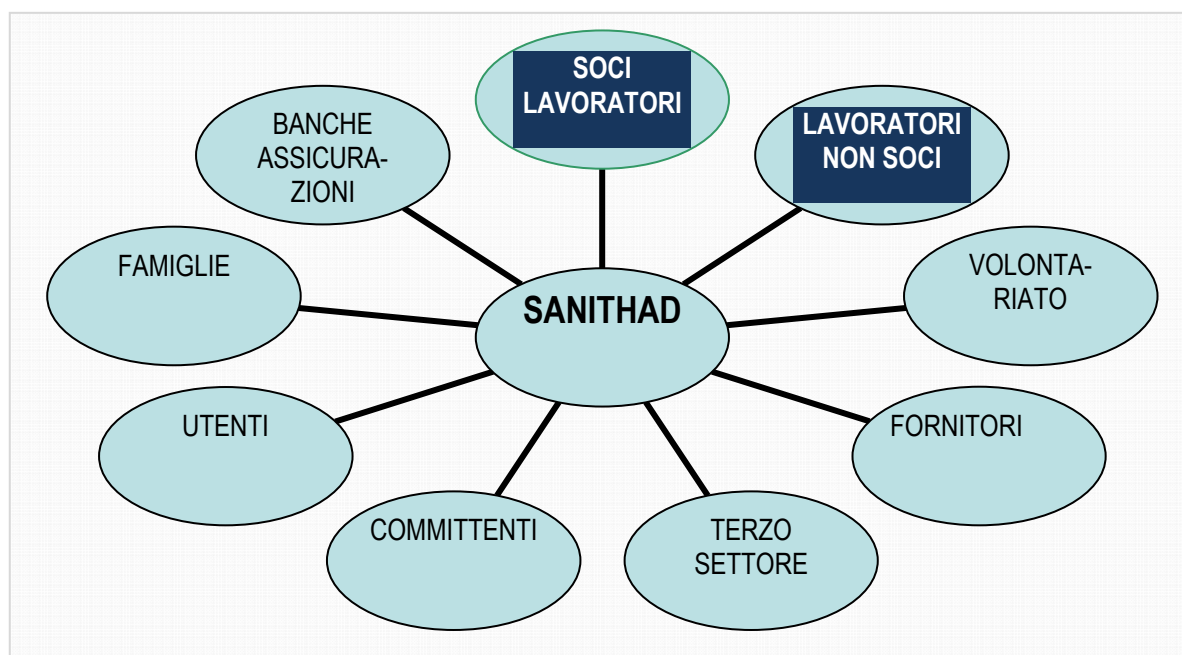 SOCI
LAVORATORI
LAVORATORI
NON SOCI
BANCHE
ASSICURA-
ZIONI
FAMIGLIE
VOLONTA-
RIATO
SANITHAD
UTENTI
FORNITORI
COMMITTENTI
TERZO
SETTORE